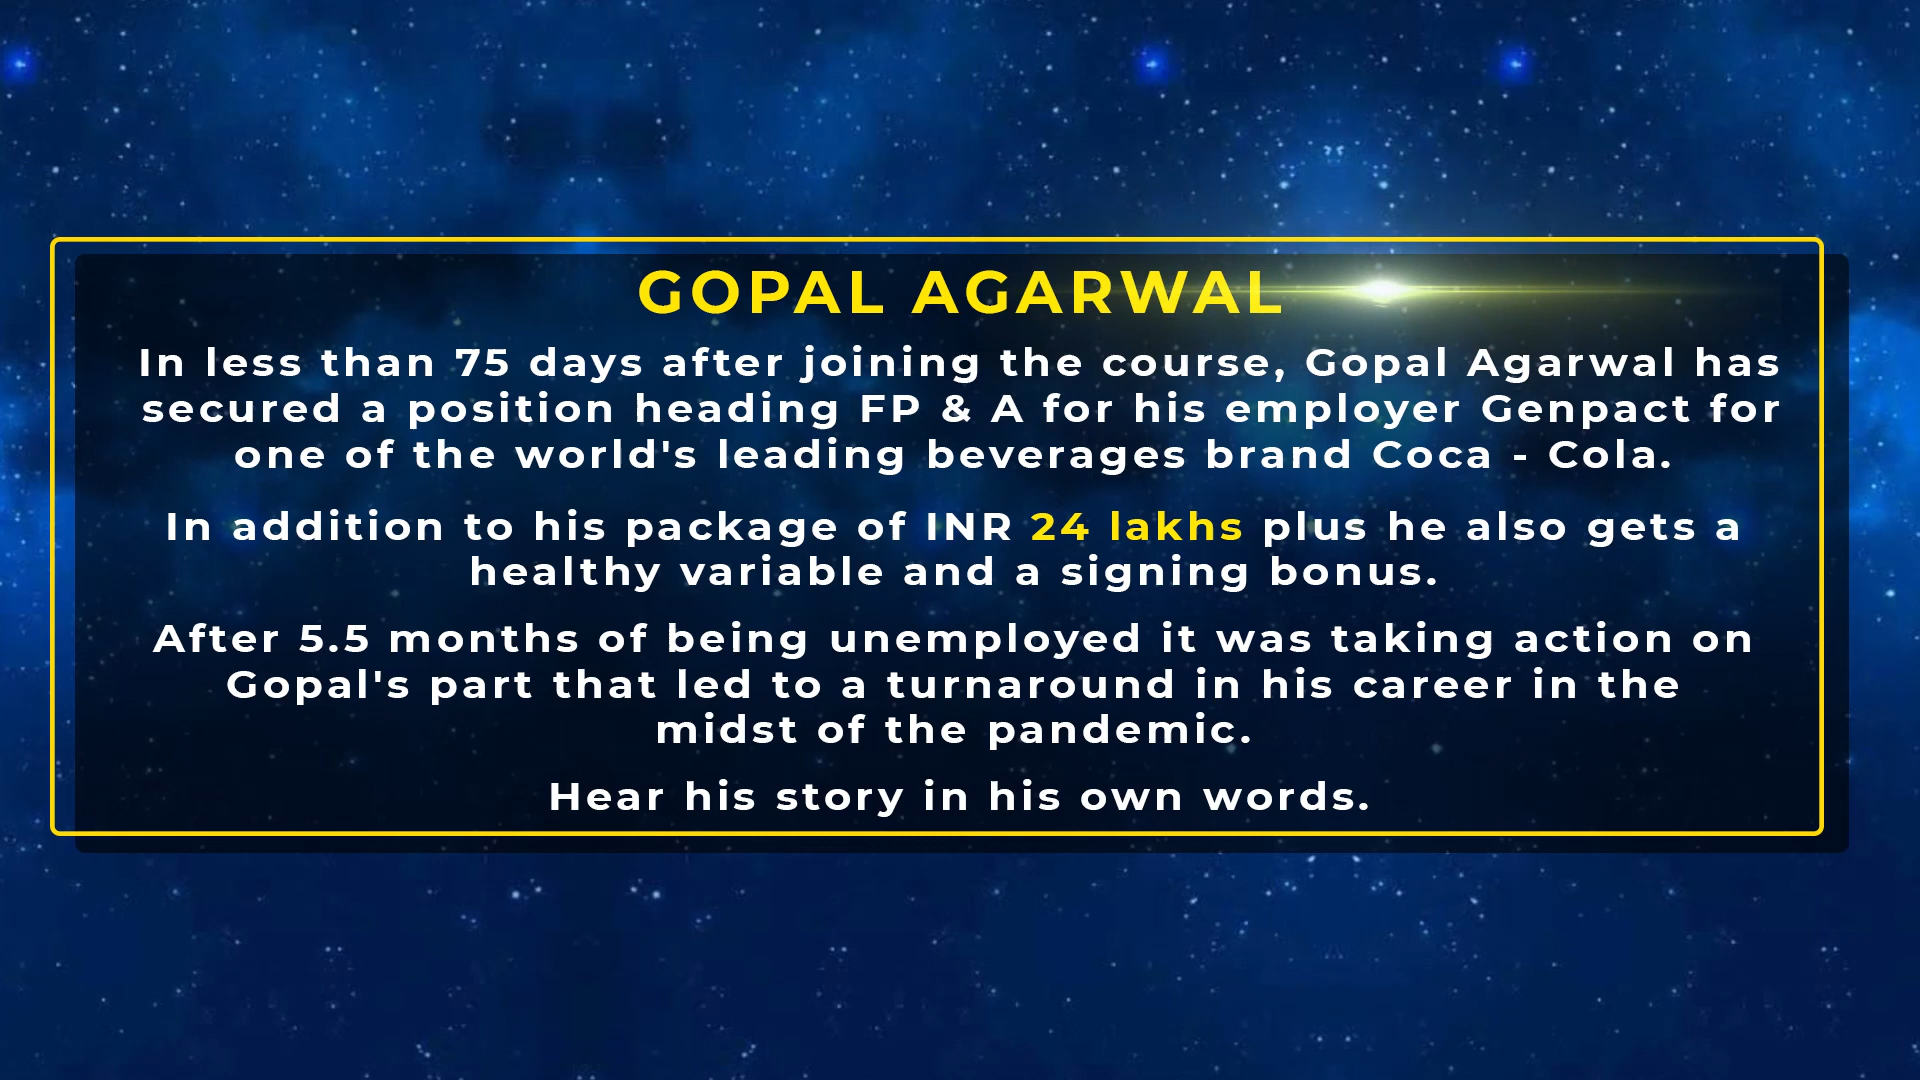 GOPAL AGARWAL
In less than 75 days after joining the course, Gopal Agarwal has
secured a position heading FP & A for his employer Genpact for
one of the world's leading beverages brand Coca - Cola.
In addition to his package of INR 24 lakhs plus he also gets a
healthy variable and a signing bonus.
After 5.5 months of being unemployed it was taking action on
Gopal's part that led to a turnaround in his career in the
midst of the pandemic.
Hear his story in his own words.